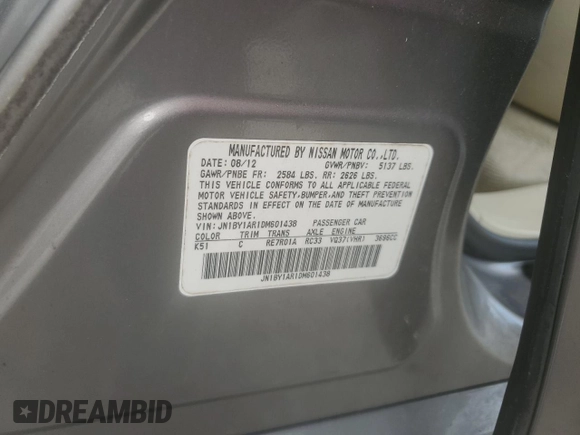 MANUFACTURED BY NISSAN MOTOR CO.,LTD.
DATE: 08/12 GVWR/PNBV: 5137 LBS.
GAWR/PNBE FR: 2584 LBS. RR: 2626 LBS.
THIS VEHICLE CONFORMS TO ALL APPLICABLE FEDERAL
MOTOR VEHICLE SAFETY,BUMPER,AND THEFT PREVENTION
STANDARDS IN EFFECT ON THE DATE OF MANUFACTURE
SHOWN ABOVE.
VIN: JN1BY1AR1DM601438 PASSENGER CAR
COLOR TRIM TRANS AXLE ENGINE
K51 C RE7R01A RC33 VQ37(VHR) 3696CC
JN1BY1AR1DM601438
DREAMBID